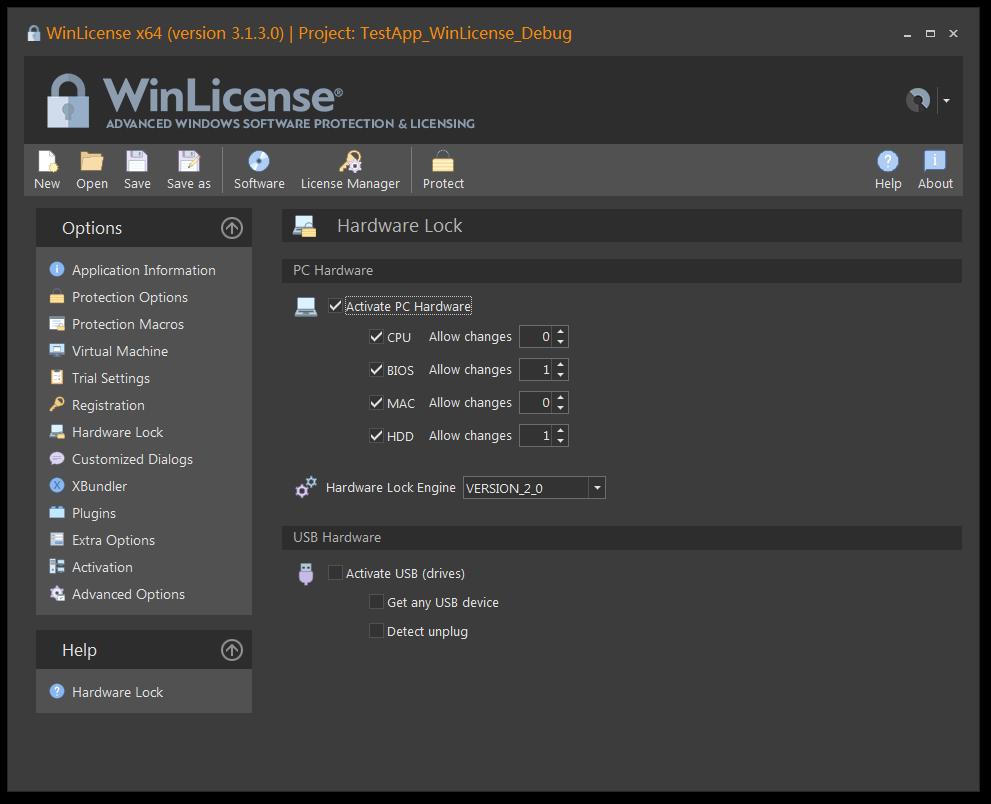 WinLicense x64 (version 3.1.3.0) | Project: TestApp_WinLicense_Debug
WinLicense®
ADVANCED WINDOWS SOFTWARE PROTECTION & LICENSING
New Open Save Save as Software License Manager Protect Help About
Options
Application Information
Protection Options
Protection Macros
Virtual Machine
Trial Settings
Registration
Hardware Lock
Customized Dialogs
XBundler
Plugins
Extra Options
Activation
Advanced Options
Help
Hardware Lock
Hardware Lock
PC Hardware
Activate PC Hardware
CPU Allow changes 0
BIOS Allow changes 1
MAC Allow changes 0
HDD Allow changes 1
Hardware Lock Engine VERSION_2_0
USB Hardware
Activate USB (drives)
Get any USB device
Detect unplug